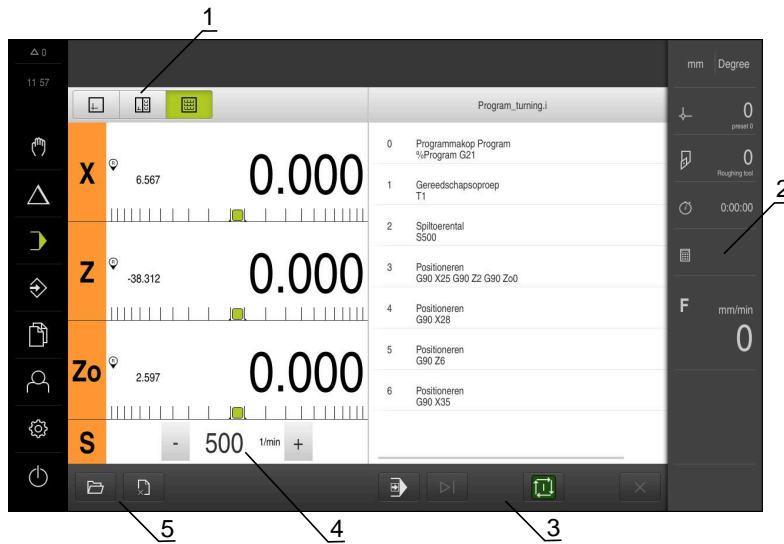 1
0
11 57
mm Degree
Program_turning.i
0
preset 0
0
Roughing tool
0:00:00
2
F mm/min
0
X R 6.567 0.000
Z R -38.312 0.000
Zo R 2.597 0.000
S - 500 1/min +
0 Programmakop Program
%Program G21
1 Gereedschapsoproep
T1
2 Spiltoerental
S500
3 Positioneren
G90 X25 G90 Z2 G90 Zo0
4 Positioneren
G90 X28
5 Positioneren
G90 Z6
6 Positioneren
G90 X35
5
4
3